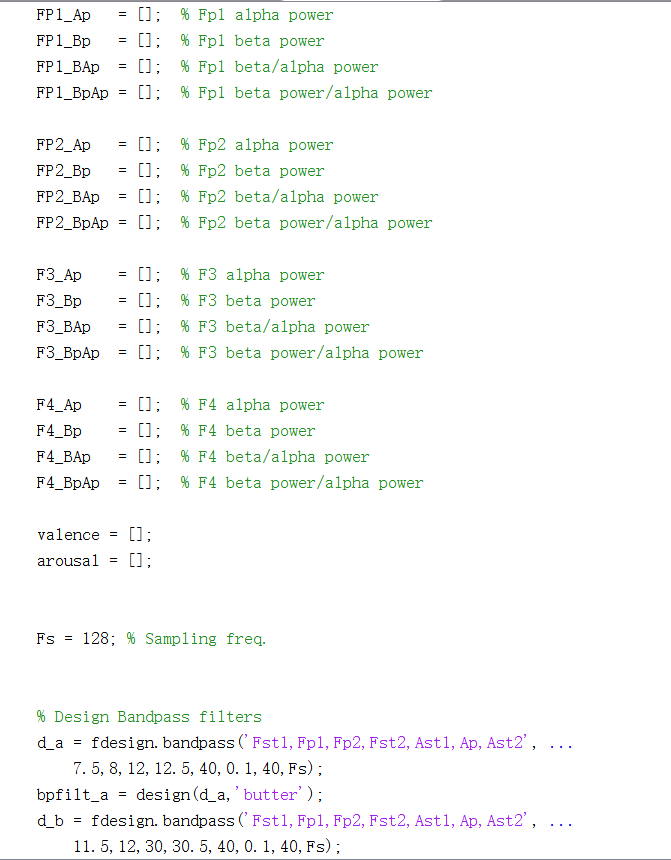 FP1_Ap   = [];  % Fp1 alpha power
FP1_Bp   = [];  % Fp1 beta power
FP1_BAp  = [];  % Fp1 beta/alpha power
FP1_BpAp = [];  % Fp1 beta power/alpha power
FP2_Ap   = [];  % Fp2 alpha power
FP2_Bp   = [];  % Fp2 beta power
FP2_BAp  = [];  % Fp2 beta/alpha power
FP2_BpAp = [];  % Fp2 beta power/alpha power
F3_Ap    = [];  % F3 alpha power
F3_Bp    = [];  % F3 beta power
F3_BAp   = [];  % F3 beta/alpha power
F3_BpAp  = [];  % F3 beta power/alpha power
F4_Ap    = [];  % F4 alpha power
F4_Bp    = [];  % F4 beta power
F4_BAp   = [];  % F4 beta/alpha power
F4_BpAp  = [];  % F4 beta power/alpha power
valence = [];
arousal = [];
Fs = 128; % Sampling freq.
% Design Bandpass filters
d_a = fdesign.bandpass('Fst1,Fp1,Fp2,Fst2,Ast1,Ap,Ast2', ...
    7.5,8,12,12.5,40,0.1,40,Fs);
bpfilt_a = design(d_a,'butter');
d_b = fdesign.bandpass('Fst1,Fp1,Fp2,Fst2,Ast1,Ap,Ast2', ...
    11.5,12,30,30.5,40,0.1,40,Fs);